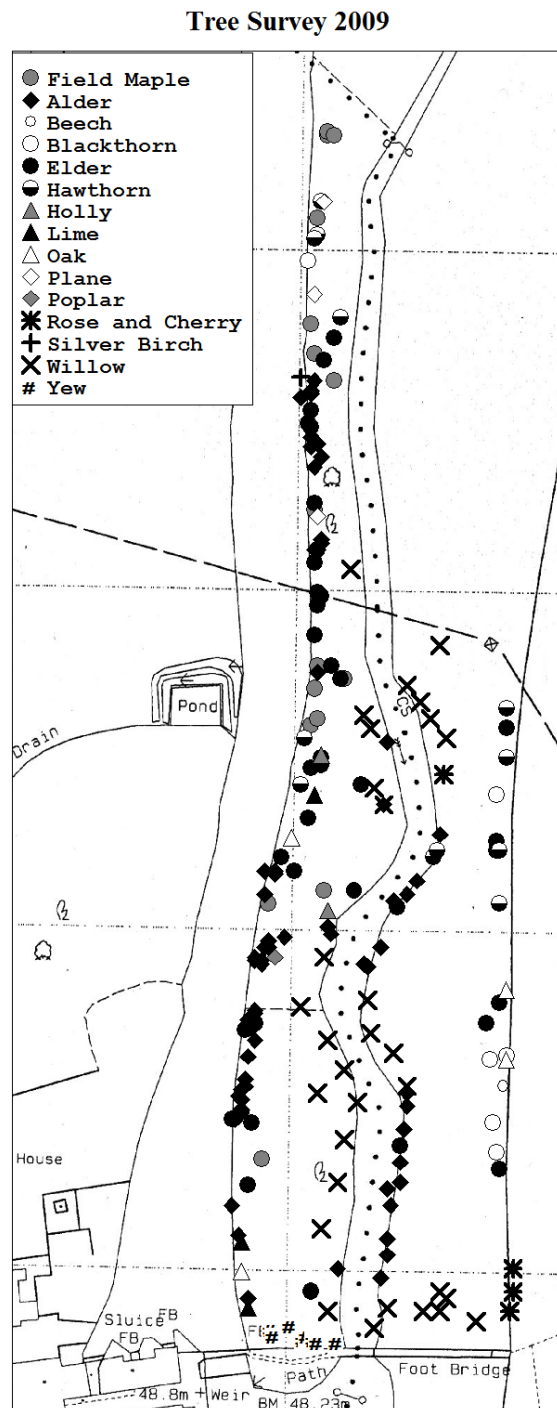 Tree Survey 2009
Field Maple
Alder
Beech
Blackthorn
Elder
Hawthorn
Holly
Lime
Oak
Plane
Poplar
Rose and Cherry
Silver Birch
Willow
# Yew
Pond
Drain
CS
House
Sluice
FB
FB
Path
Foot Bridge
48.8m + Weir
BM 48.23m